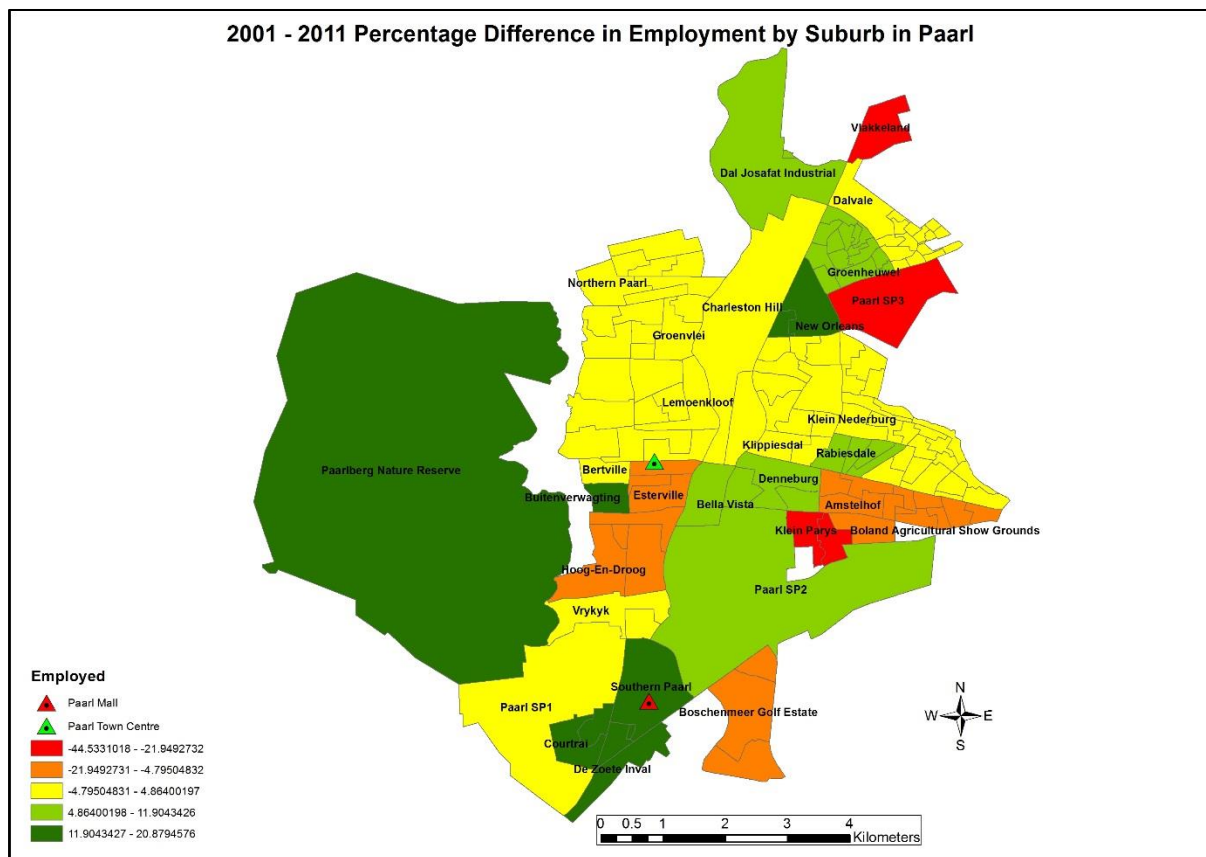 2001 - 2011 Percentage Difference in Employment by Suburb in Paarl
Vlakkeland
Dal Josafat Industrial
Dalvale
Groenheuwel
Northern Paarl
Paarl SP3
Charleston Hill
New Orleans
Groenvlei
Lemoenkloof
Klein Nederburg
Klippiesdal
Rabiesdale
Paarlberg Nature Reserve
Bertville
Denneburg
Buitenverwagting
Esterville
Bella Vista
Amstelhof
Klein Parys
Boland Agricultural Show Grounds
Hoog-En-Droog
Paarl SP2
Vrykyk
Southern Paarl
Paarl SP1
Boschenmeer Golf Estate
Courtrai
De Zoete Inval
N
W E
S
Employed
Paarl Mall
Paarl Town Centre
-44.5331018 - -21.9492732
-21.9492731 - -4.79504832
-4.79504831 - 4.86400197
4.86400198 - 11.9043426
11.9043427 - 20.8794576
0 0.5 1 2 3 4
Kilometers